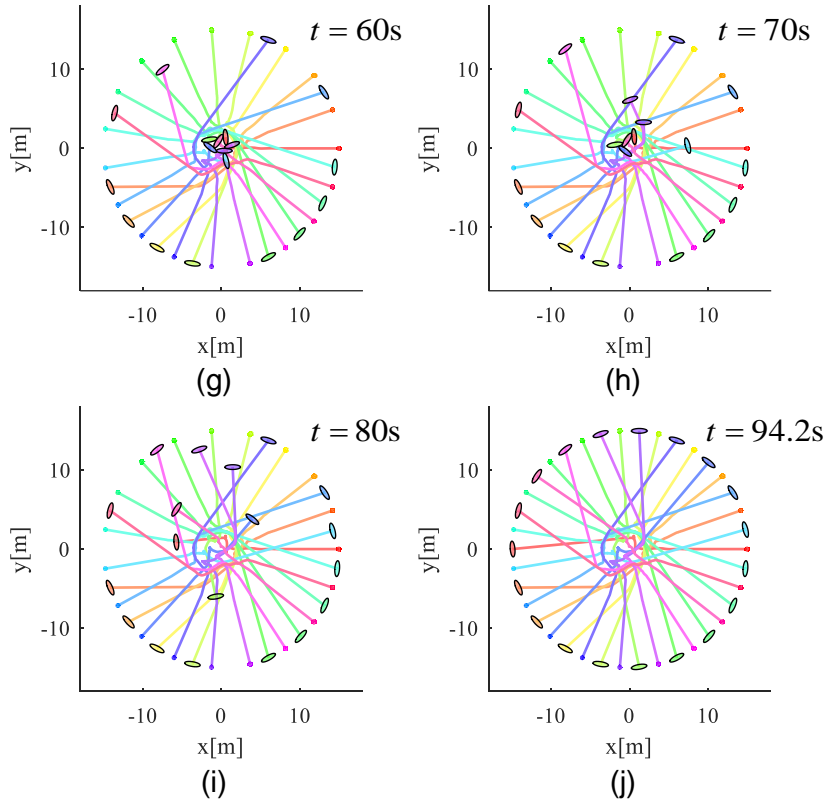 t = 60s
10
0
-10
y[m]
-10
0
10
x[m]
(g)
t = 70s
10
0
-10
y[m]
-10
0
10
x[m]
(h)
t = 80s
10
0
-10
y[m]
-10
0
10
x[m]
(i)
t = 94.2s
10
0
-10
y[m]
-10
0
10
x[m]
(j)